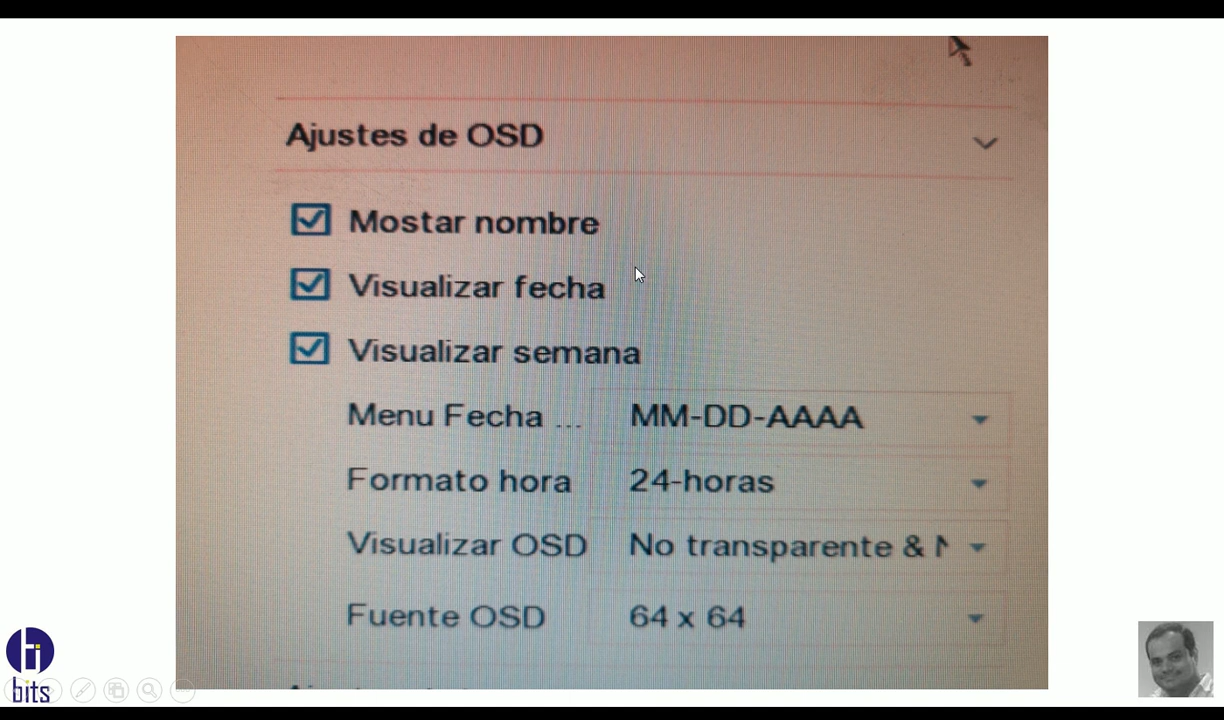 Ajustes de OSD
Mostar nombre
Visualizar fecha
Visualizar semana
Menu Fecha ... MM-DD-AAAA
Formato hora 24-horas
Visualizar OSD No transparente &
Fuente OSD 64 x 64
bits